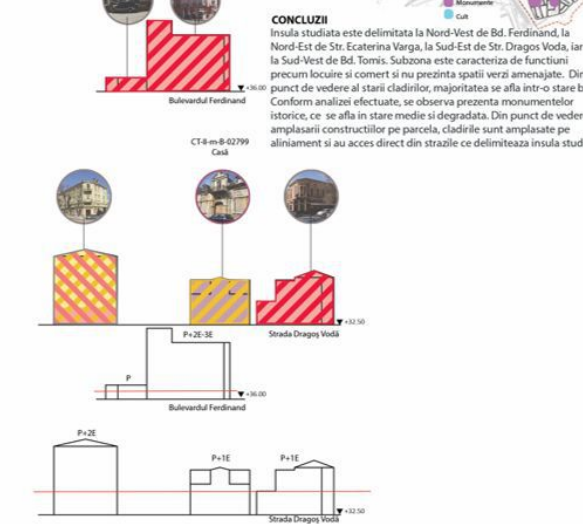 Monumente
Cult
CONCLUZII
Insula studiata este delimitata la Nord-Vest de Bd. Ferdinand, la
Nord-Est de Str. Ecaterina Varga, la Sud-Est de Str. Dragos Voda, iar
la Sud-Vest de Bd. Tomis. Subzona este caracteriza de functiuni
precum locuire si comert si nu prezinta spatii verzi amenajate. Din
punct de vedere al starii cladirilor, majoritatea se afla intr-o stare b
Conform analizei efectuate, se observa prezenta monumentelor
istorice, ce se afla in stare medie si degradata. Din punct de veder
amplasarii constructiilor pe parcela, cladirile sunt amplasate pe
aliniament si au acces direct din strazile ce delimiteaza insula stud
+36.00
Bulevardul Ferdinand
CT-II-m-B-02799
Casă
+32.50
Strada Dragoș Vodă
P+2E-3E
P
+36.00
Bulevardul Ferdinand
P+2E
P+1E
P+1E
+32.50
Strada Dragoș Vodă